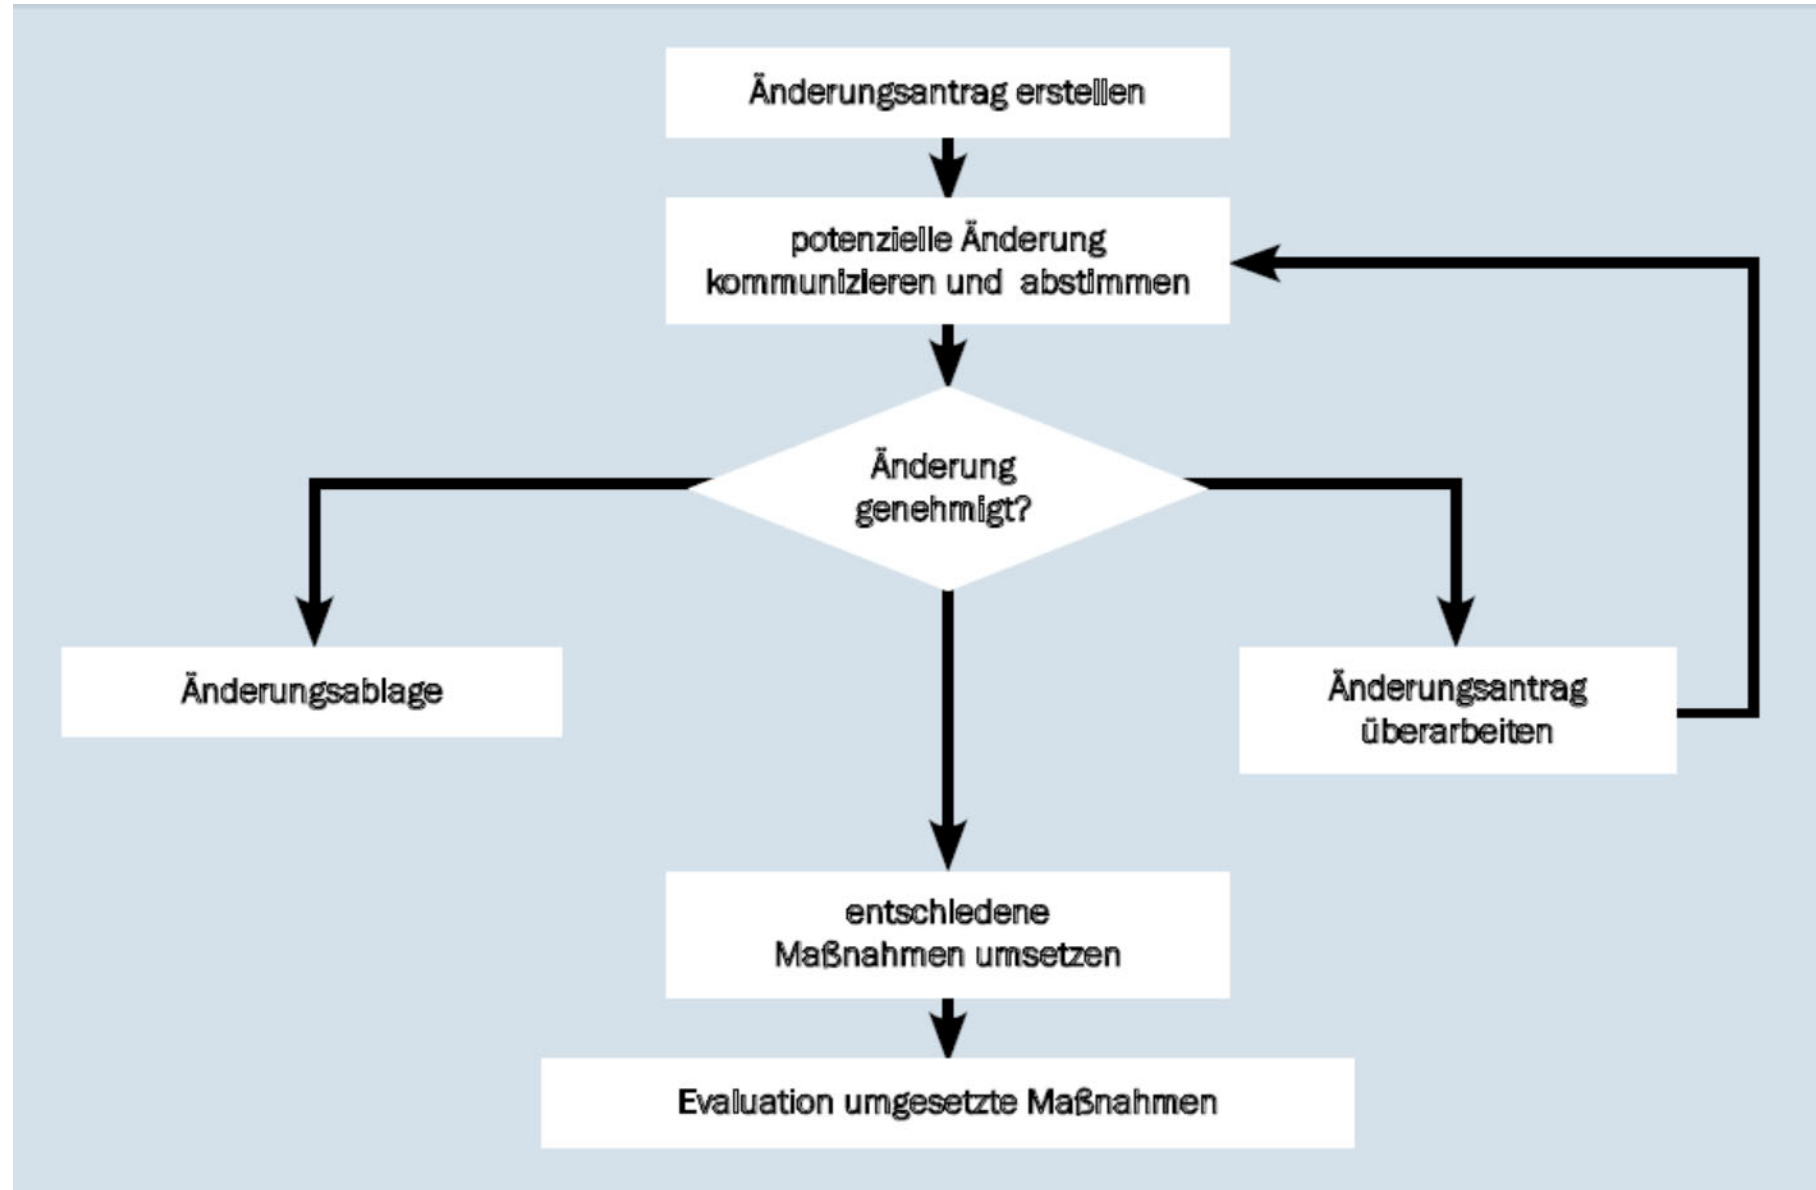 Änderungsantrag erstellen
potenzielle Änderung
kommunizieren und abstimmen
Änderung
genehmigt?
Änderungsablage
Änderungsantrag
überarbeiten
entschiedene
Maßnahmen umsetzen
Evaluation umgesetzte Maßnahmen